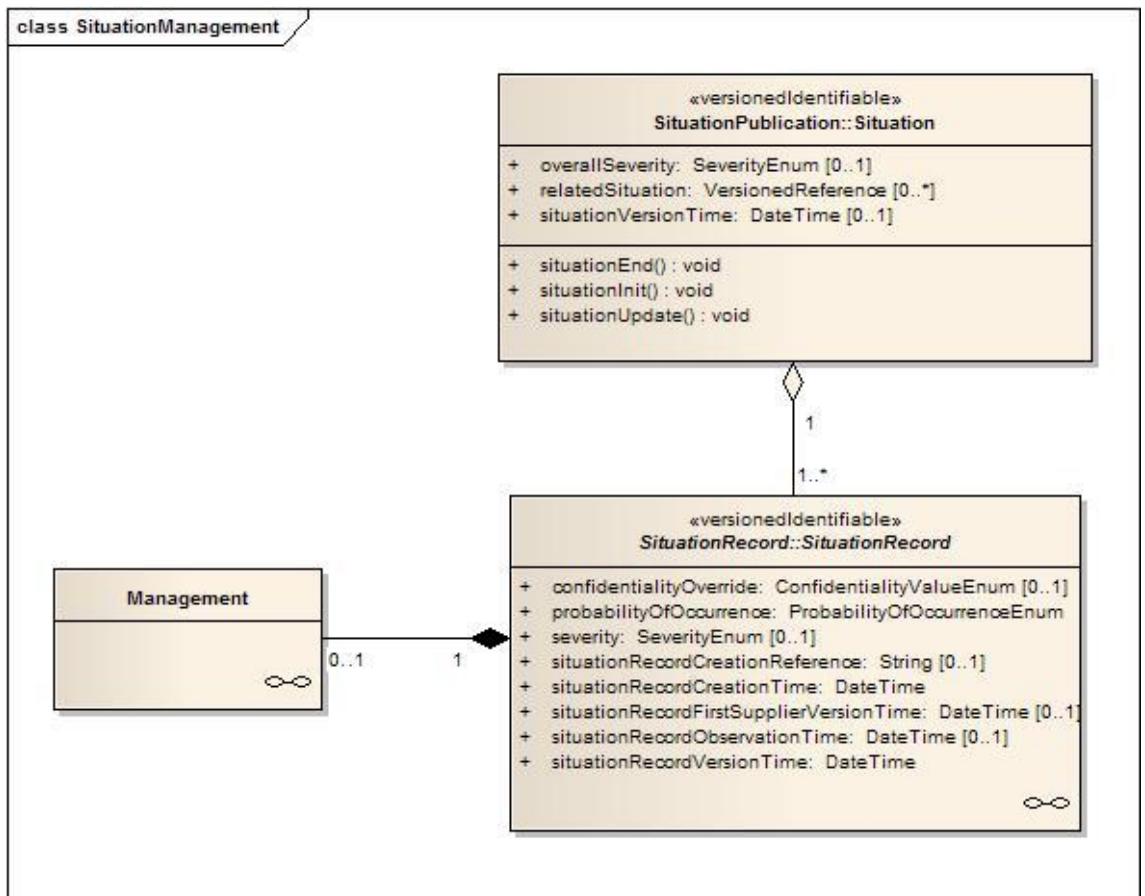 class SituationManagement
«versionedIdentifiable»
SituationPublication::Situation
+ overallSeverity: SeverityEnum [0..1]
+ relatedSituation: VersionedReference [0..*]
+ situationVersionTime: DateTime [0..1]
+ situationEnd() : void
+ situationInit() : void
+ situationUpdate() : void
1
1..*
«versionedIdentifiable»
SituationRecord::SituationRecord
+ confidentialityOverride: ConfidentialityValueEnum [0..1]
+ probabilityOfOccurrence: ProbabilityOfOccurrenceEnum
+ severity: SeverityEnum [0..1]
+ situationRecordCreationReference: String [0..1]
+ situationRecordCreationTime: DateTime
+ situationRecordFirstSupplierVersionTime: DateTime [0..1]
+ situationRecordObservationTime: DateTime [0..1]
+ situationRecordVersionTime: DateTime
Management
0..1
1